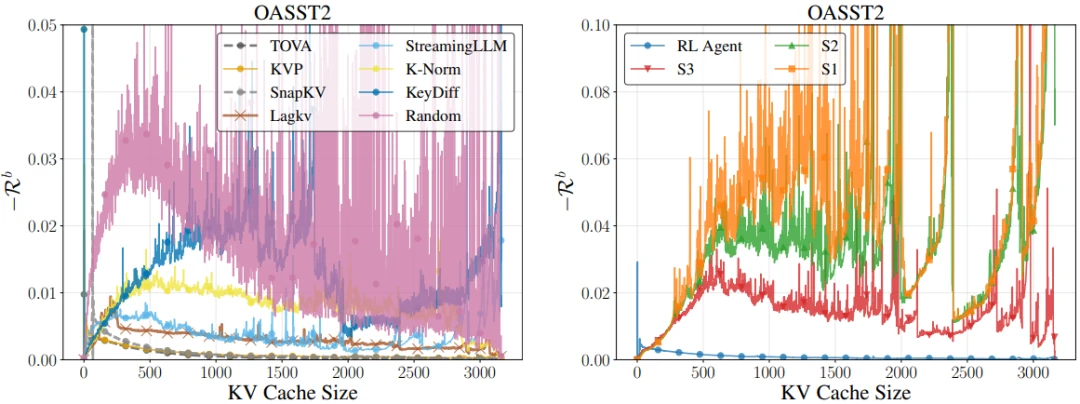 OASST2
0.05
0.04
0.03
0.02
0.01
0.00
−R^b
TOVA
KVP
SnapKV
Lagkv
StreamingLLM
K-Norm
KeyDiff
Random
0 500 1000 1500 2000 2500 3000
KV Cache Size
OASST2
0.10
0.08
0.06
0.04
0.02
0.00
−R^b
RL Agent
S3
S2
S1
0 500 1000 1500 2000 2500 3000
KV Cache Size